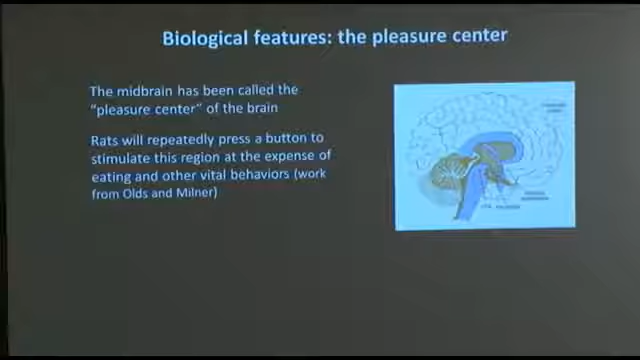 Biological features: the pleasure center
The midbrain has been called the
“pleasure center” of the brain
Rats will repeatedly press a button to
stimulate this region at the expense of
eating and other vital behaviors (work
from Olds and Milner)